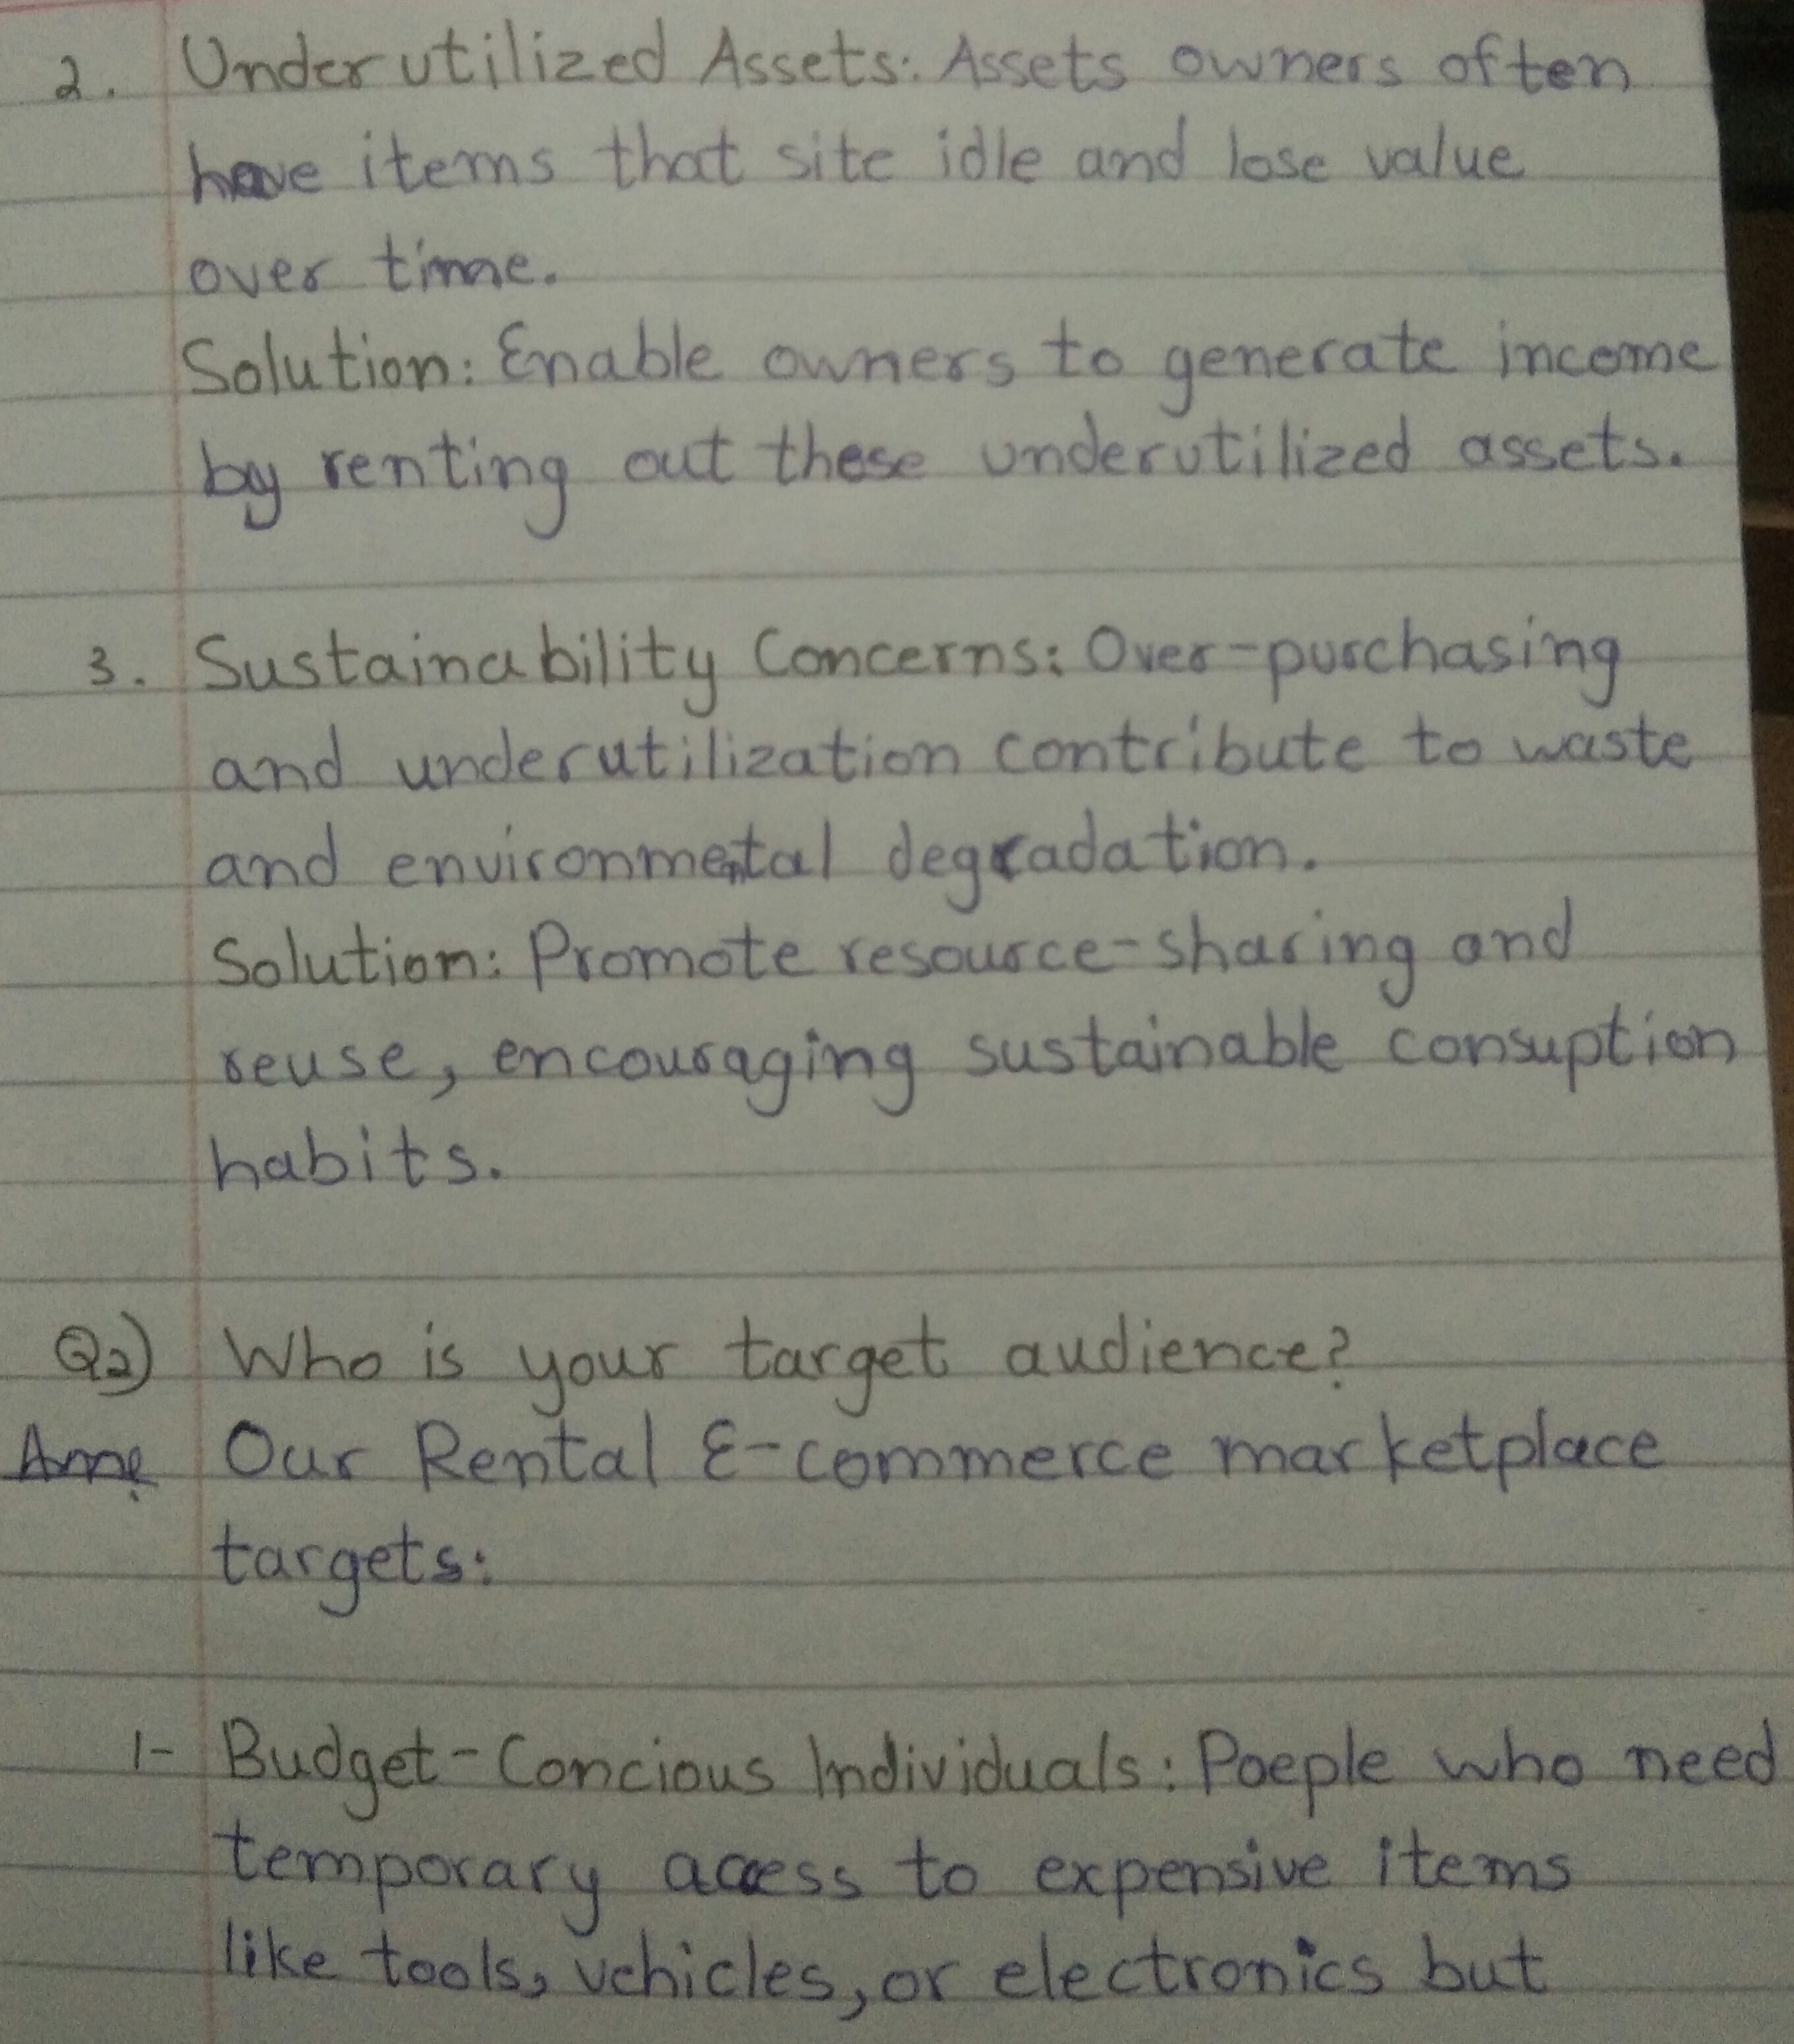 2. Underutilized Assets: Assets owners often
have items that site idle and lose value
over time.
Solution: Enable owners to generate income
by renting out these underutilized assets.
3. Sustainability Concerns: Over-purchasing
and underutilization contribute to waste
and environmental degradation.
Solution: Promote resource-sharing and
reuse, encouraging sustainable consuption
habits.
Q2) Who is your target audience?
Our Rental E-commerce marketplace
targets:
1- Budget-Concious Individuals: Paeple who need
temporary access to expensive items
like tools, vehicles, or electronics but